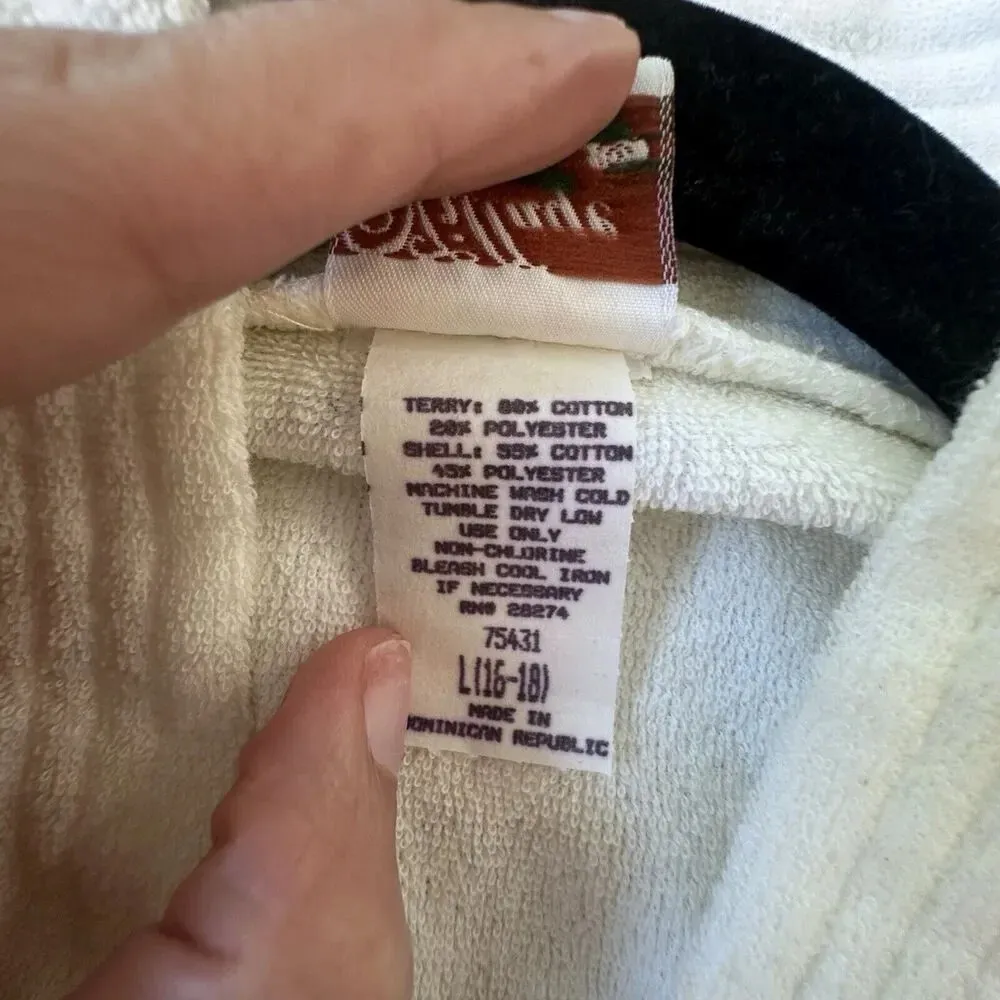 TERRY: 80% COTTON
20% POLYESTER
SHELL: 55% COTTON
45% POLYESTER
MACHINE WASH COLD
TUMBLE DRY LOW
USE ONLY
NON-CHLORINE
BLEACH COOL IRON
IF NECESSARY
RN# 28274
75431
L(16-18)
MADE IN
DOMINICAN REPUBLIC